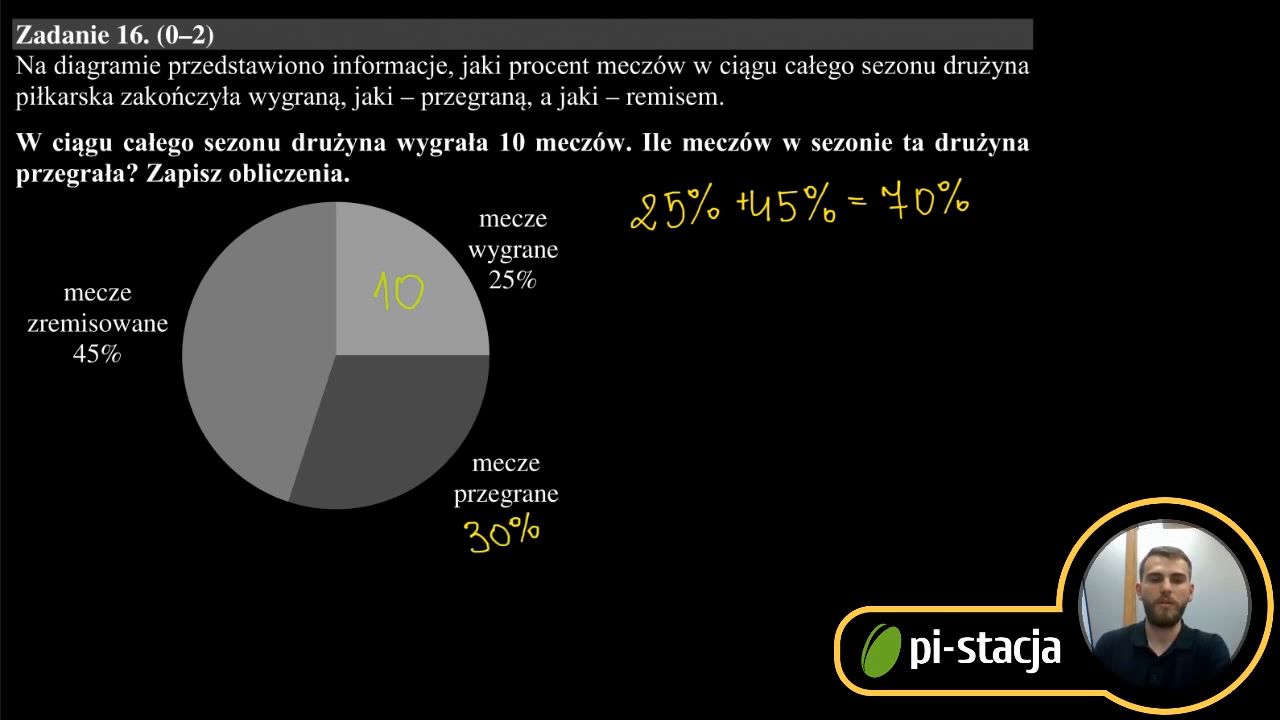 Zadanie 16. (0–2)
Na diagramie przedstawiono informacje, jaki procent meczów w ciągu całego sezonu drużyna
piłkarska zakończyła wygraną, jaki – przegraną, a jaki – remisem.
W ciągu całego sezonu drużyna wygrała 10 meczów. Ile meczów w sezonie ta drużyna
przegrała? Zapisz obliczenia.
25% + 45% = 70%
mecze
wygrane
25%
10
mecze
zremisowane
45%
mecze
przegrane
30%
pi-stacja